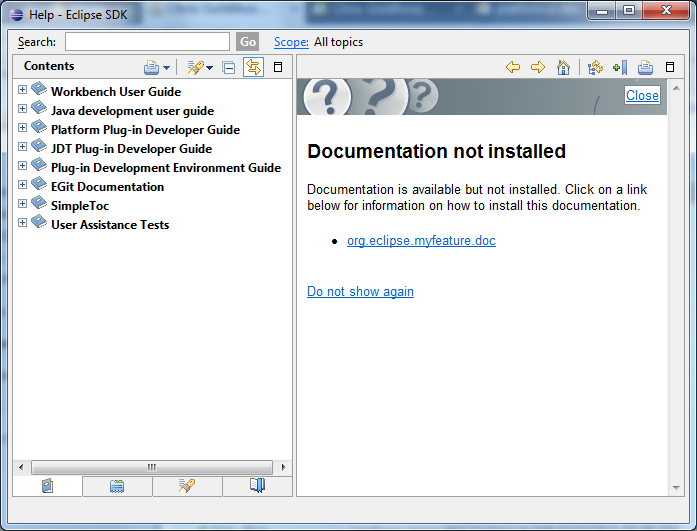 Help - Eclipse SDK
Search:
Go
Scope: All topics
Contents
Workbench User Guide
Java development user guide
Platform Plug-in Developer Guide
JDT Plug-in Developer Guide
Plug-in Development Environment Guide
EGit Documentation
SimpleToc
User Assistance Tests
Close
Documentation not installed
Documentation is available but not installed. Click on a link
below for information on how to install this documentation.
org.eclipse.myfeature.doc
Do not show again